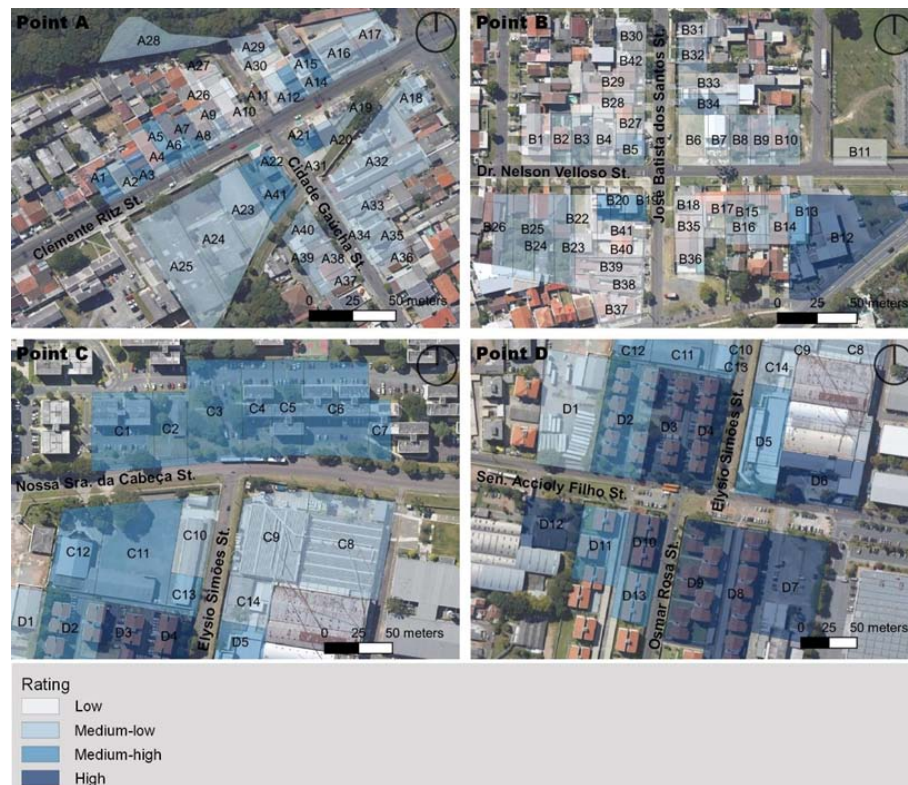 Point A
A28
A29
A17
A16
A27
A30
A15
A14
A26
A11
A12
A18
A9
A10
A19
A5
A7
A8
A21
A20
A6
A4
A22
A31
A32
A1
A2
A3
A41
A23
A33
A24
A40
A34
A35
A25
A39
A38
A36
A37
Clemente Ritz St.
Cidade Gaúcha St.
0 25 50 meters
Point B
B30
B31
B42
B32
B29
B33
B28
B34
B27
B1
B2
B3
B4
B5
B6
B7
B8
B9
B10
B11
Dr. Nelson Velloso St.
José Batista dos Santos St.
B20
B19
B18
B17
B15
B13
B26
B25
B22
B35
B16
B14
B24
B23
B41
B40
B12
B39
B36
B38
B37
0 25 50 meters
Point C
C1
C2
C3
C4
C5
C6
C7
Nossa Sra. da Cabeça St.
C12
C11
C10
C9
C8
C13
C14
D1
D2
D3
D4
D5
Elysio Simões St.
0 25 50 meters
Point D
C12
C11
C10
C9
C8
C13
C14
D1
D2
D3
D4
D5
D6
Elysio Simões St.
Sen. Accioly Filho St.
D12
D11
D10
D9
D8
D7
D13
Osmar Rosa St.
0 25 50 meters
Rating
Low
Medium-low
Medium-high
High